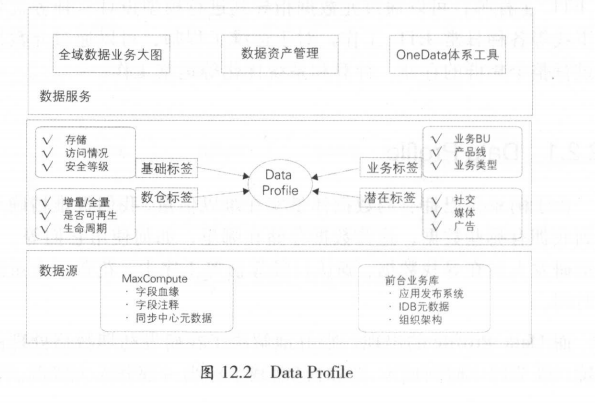 全域数据业务大图
数据资产管理
OneData体系工具
数据服务
√ 存储
√ 访问情况
√ 安全等级
基础标签
√ 增量/全量
√ 是否可再生
√ 生命周期
数仓标签
Data
Profile
业务标签
√ 业务BU
√ 产品线
√ 业务类型
潜在标签
√ 社交
√ 媒体
√ 广告
数据源
MaxCompute
· 字段血缘
· 字段注释
· 同步中心元数据
前台业务库
· 应用发布系统
· IDB元数据
· 组织架构
图 12.2 Data Profile